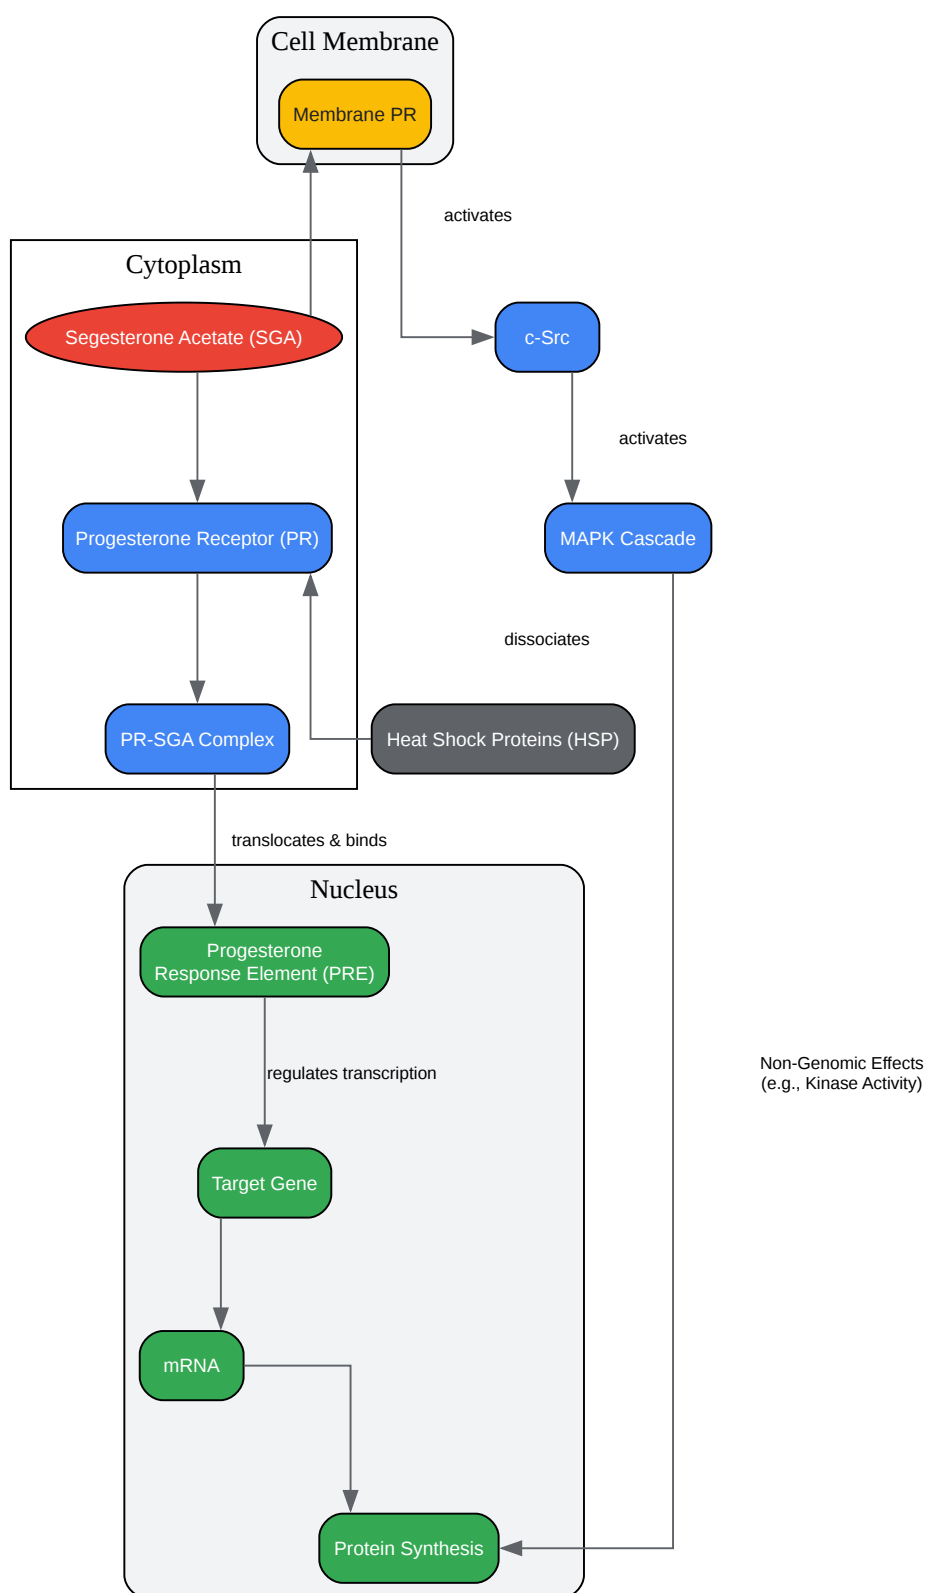 Cell Membrane
Membrane PR
activates
Cytoplasm
Segesterone Acetate (SGA)
c-Src
activates
Progesterone Receptor (PR)
MAPK Cascade
dissociates
PR-SGA Complex
Heat Shock Proteins (HSP)
translocates & binds
Nucleus
Progesterone
Response Element (PRE)
regulates transcription
Non-Genomic Effects
(e.g., Kinase Activity)
Target Gene
mRNA
Protein Synthesis